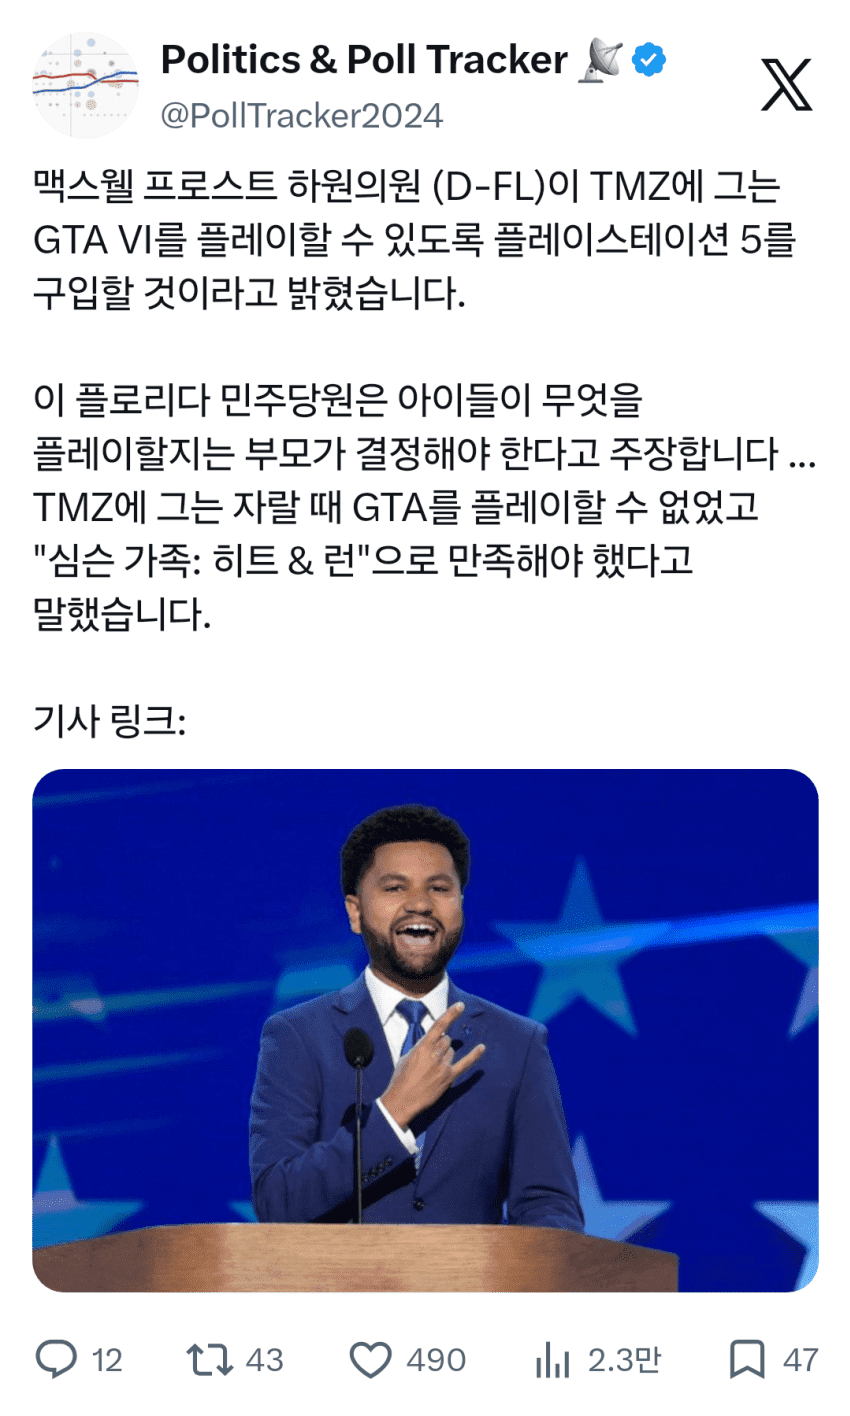 Politics & Poll Tracker
@PollTracker2024
맥스웰 프로스트 하원의원 (D-FL)이 TMZ에 그는
GTA VI를 플레이할 수 있도록 플레이스테이션 5를
구입할 것이라고 밝혔습니다.
이 플로리다 민주당원은 아이들이 무엇을
플레이할지는 부모가 결정해야 한다고 주장합니다 ...
TMZ에 그는 자랄 때 GTA를 플레이할 수 없었고
"심슨 가족: 히트 & 런"으로 만족해야 했다고
말했습니다.
기사 링크:
12 43 490 2.3만 47